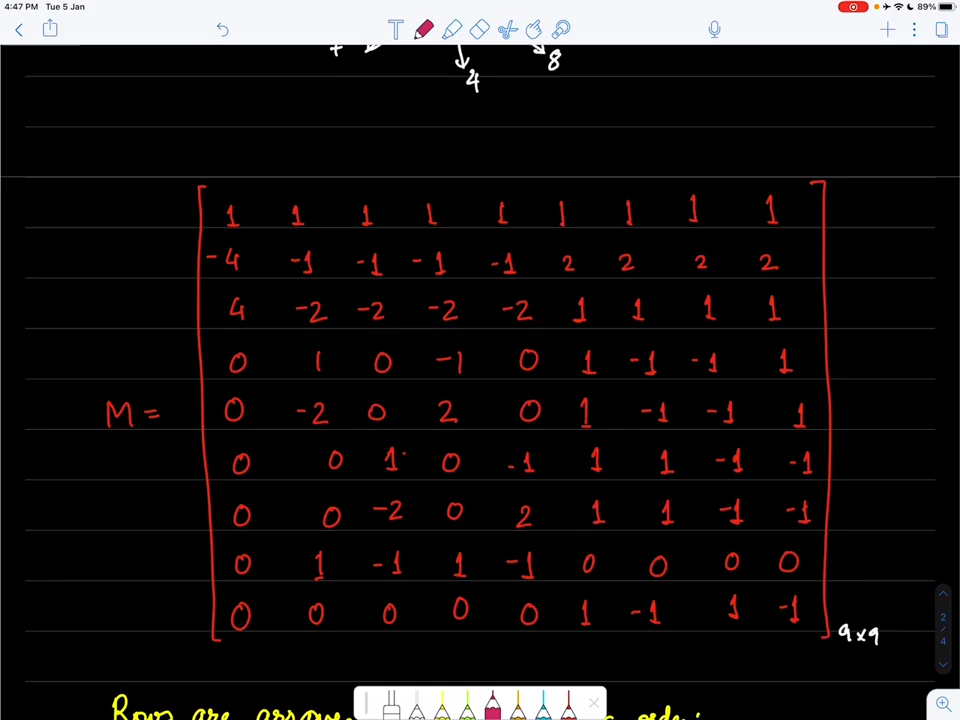 4:47 PM Tue 5 Jan 89%
8
4
1 1 1 1 1 1 1 1 1
-4 -1 -1 -1 -1 2 2 2 2
4 -2 -2 -2 -2 1 1 1 1
0 1 0 -1 0 1 -1 -1 1
M = 0 -2 0 2 0 1 -1 -1 1
0 0 1 0 -1 1 1 -1 -1
0 0 -2 0 2 1 1 -1 -1
0 1 -1 1 -1 0 0 0 0
0 0 0 0 0 1 -1 1 -1
9x9
2/4
Rows are